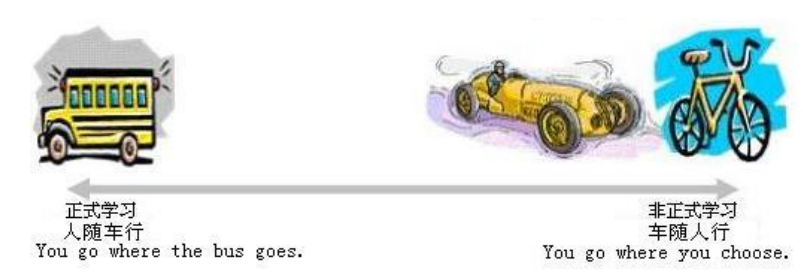 正式学习
人随车行
You go where the bus goes.
非正式学习
车随人行
You go where you choose.